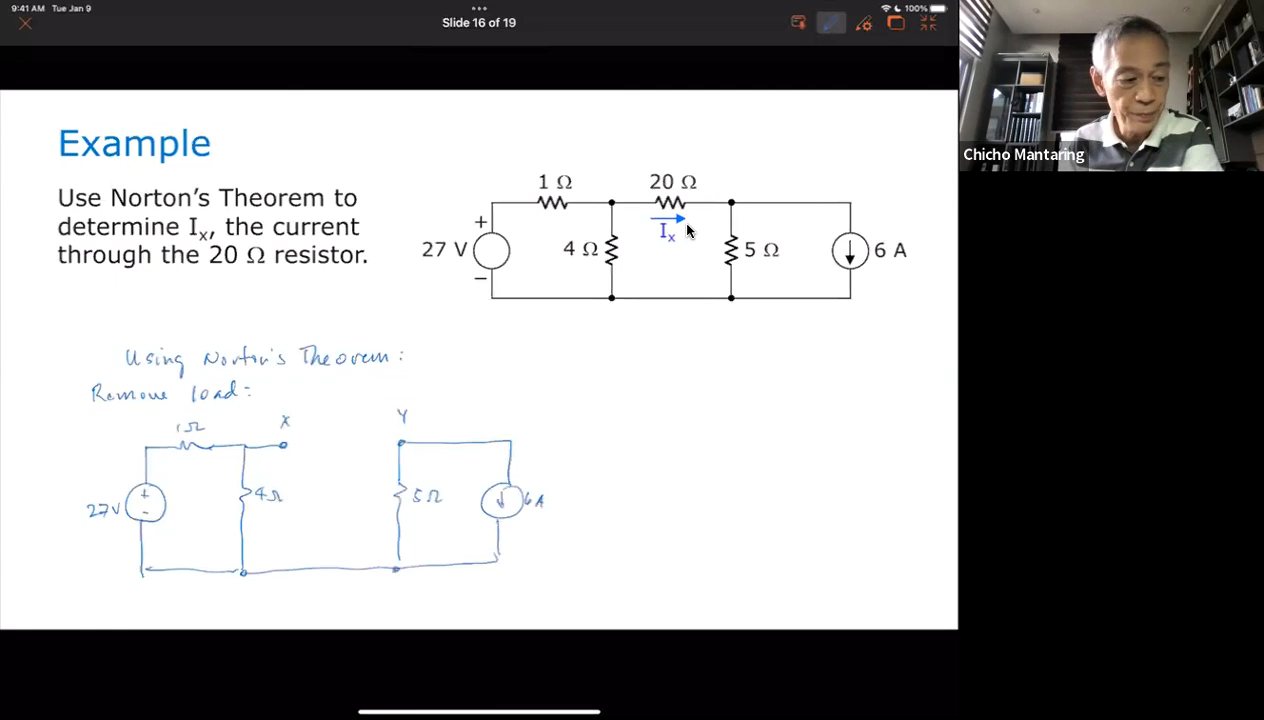 9:41 AM Tue Jan 9
100%
Slide 16 of 19
Chicho Mantaring
Example
Use Norton's Theorem to
determine Ix, the current
through the 20 Ω resistor.
1 Ω
20 Ω
+
27 V
−
4 Ω
Ix
5 Ω
6 A
Using Norton's Theorem:
Remove load:
1Ω
X
Y
27V
+
-
4Ω
5Ω
6A